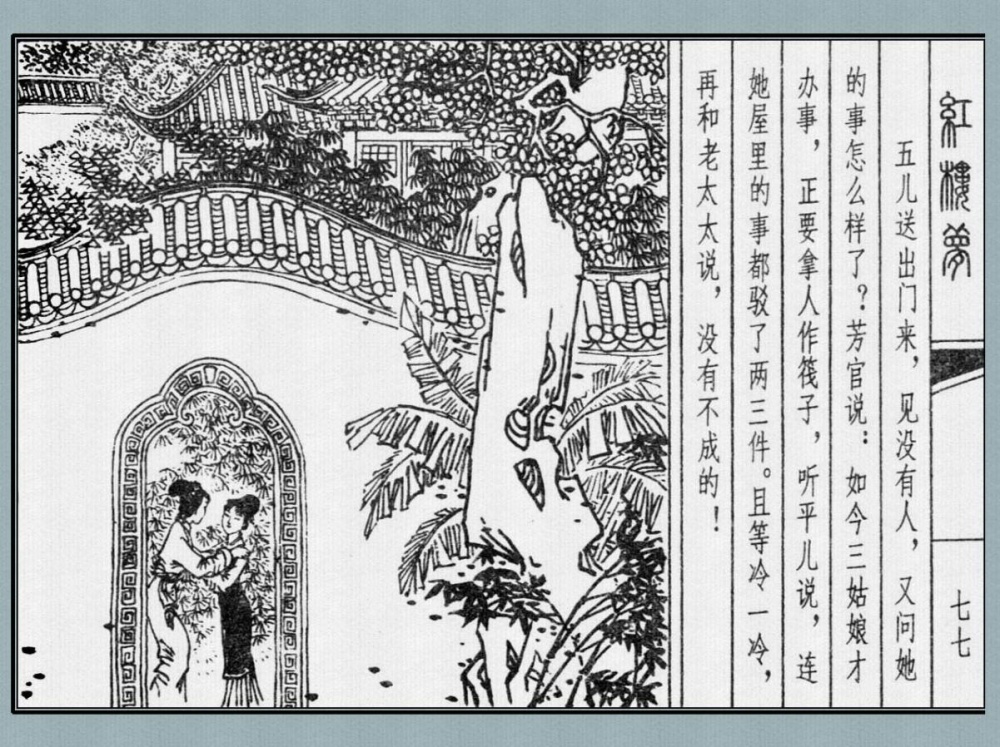 紅樓夢
七七
五儿送出门来，见没有人，又问她
的事怎么样了？芳官说：如今三姑娘才
办事，正要拿人作筏子，听平儿说，连
她屋里的事都驳了两三件。且等冷一冷，
再和老太太说，没有不成的！